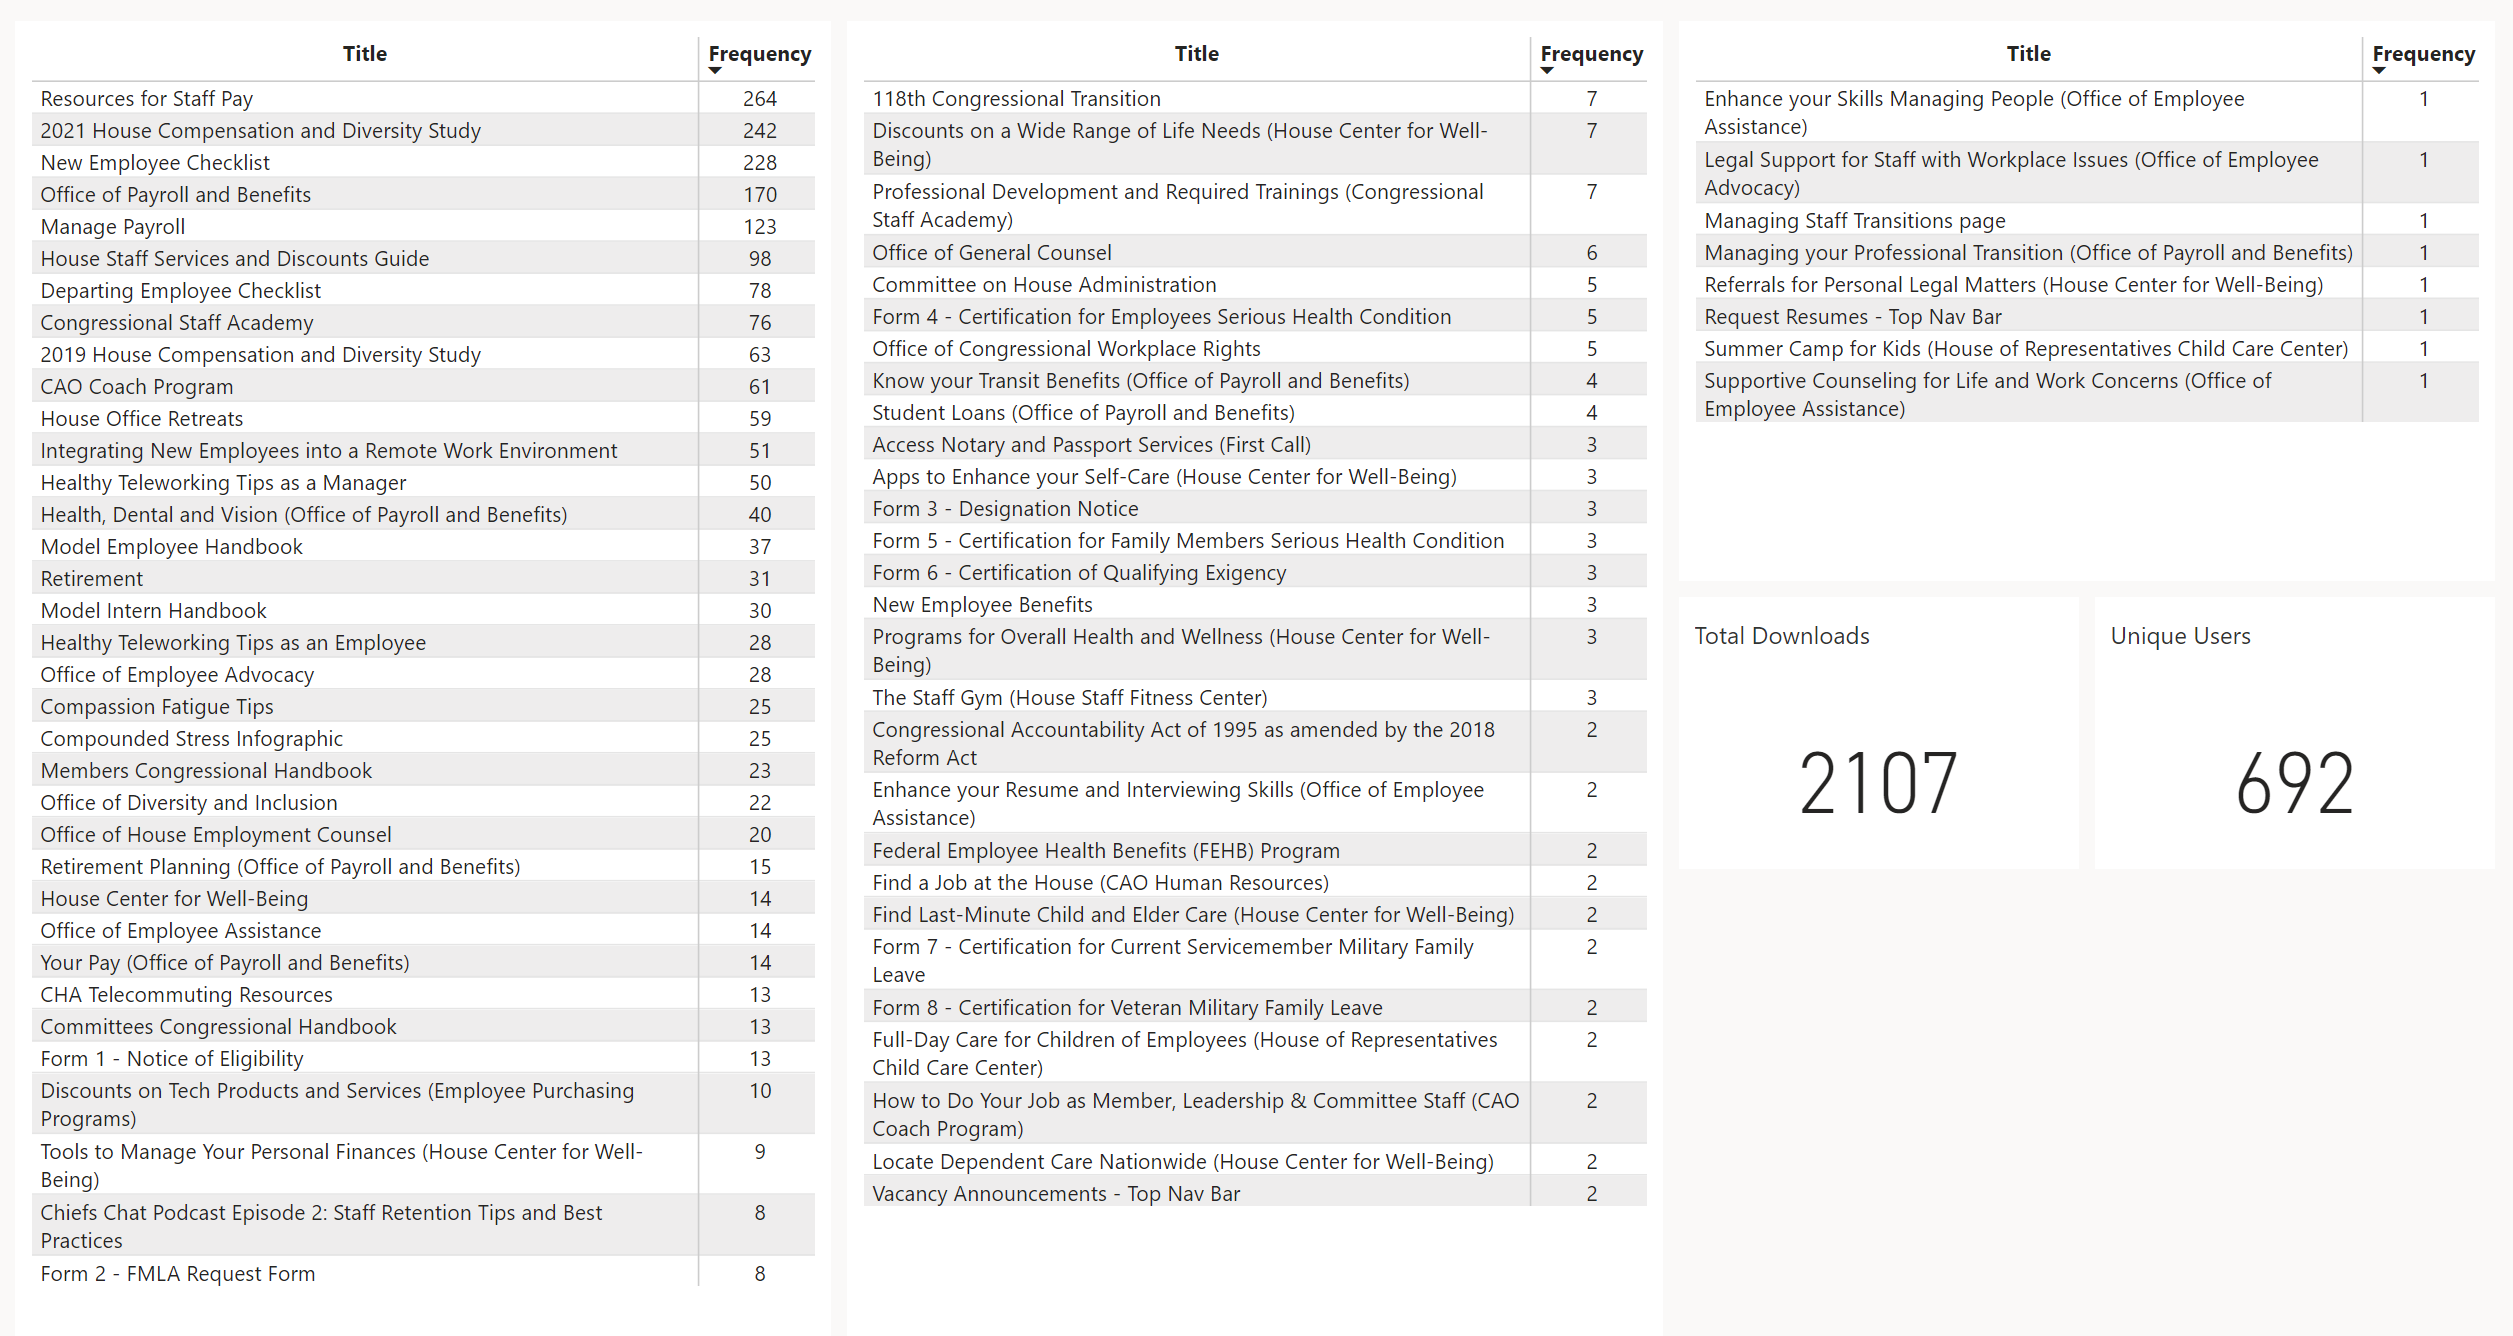 Title Frequency
Resources for Staff Pay 264
2021 House Compensation and Diversity Study 242
New Employee Checklist 228
Office of Payroll and Benefits 170
Manage Payroll 123
House Staff Services and Discounts Guide 98
Departing Employee Checklist 78
Congressional Staff Academy 76
2019 House Compensation and Diversity Study 63
CAO Coach Program 61
House Office Retreats 59
Integrating New Employees into a Remote Work Environment 51
Healthy Teleworking Tips as a Manager 50
Health, Dental and Vision (Office of Payroll and Benefits) 40
Model Employee Handbook 37
Retirement 31
Model Intern Handbook 30
Healthy Teleworking Tips as an Employee 28
Office of Employee Advocacy 28
Compassion Fatigue Tips 25
Compounded Stress Infographic 25
Members Congressional Handbook 23
Office of Diversity and Inclusion 22
Office of House Employment Counsel 20
Retirement Planning (Office of Payroll and Benefits) 15
House Center for Well-Being 14
Office of Employee Assistance 14
Your Pay (Office of Payroll and Benefits) 14
CHA Telecommuting Resources 13
Committees Congressional Handbook 13
Form 1 - Notice of Eligibility 13
Discounts on Tech Products and Services (Employee Purchasing 10
Programs)
Tools to Manage Your Personal Finances (House Center for Well- 9
Being)
Chiefs Chat Podcast Episode 2: Staff Retention Tips and Best 8
Practices
Form 2 - FMLA Request Form 8
Title Frequency
118th Congressional Transition 7
Discounts on a Wide Range of Life Needs (House Center for Well- 7
Being)
Professional Development and Required Trainings (Congressional 7
Staff Academy)
Office of General Counsel 6
Committee on House Administration 5
Form 4 - Certification for Employees Serious Health Condition 5
Office of Congressional Workplace Rights 5
Know your Transit Benefits (Office of Payroll and Benefits) 4
Student Loans (Office of Payroll and Benefits) 4
Access Notary and Passport Services (First Call) 3
Apps to Enhance your Self-Care (House Center for Well-Being) 3
Form 3 - Designation Notice 3
Form 5 - Certification for Family Members Serious Health Condition 3
Form 6 - Certification of Qualifying Exigency 3
New Employee Benefits 3
Programs for Overall Health and Wellness (House Center for Well- 3
Being)
The Staff Gym (House Staff Fitness Center) 3
Congressional Accountability Act of 1995 as amended by the 2018 2
Reform Act
Enhance your Resume and Interviewing Skills (Office of Employee 2
Assistance)
Federal Employee Health Benefits (FEHB) Program 2
Find a Job at the House (CAO Human Resources) 2
Find Last-Minute Child and Elder Care (House Center for Well-Being) 2
Form 7 - Certification for Current Servicemember Military Family 2
Leave
Form 8 - Certification for Veteran Military Family Leave 2
Full-Day Care for Children of Employees (House of Representatives 2
Child Care Center)
How to Do Your Job as Member, Leadership & Committee Staff (CAO 2
Coach Program)
Locate Dependent Care Nationwide (House Center for Well-Being) 2
Vacancy Announcements - Top Nav Bar 2
Title Frequency
Enhance your Skills Managing People (Office of Employee 1
Assistance)
Legal Support for Staff with Workplace Issues (Office of Employee 1
Advocacy)
Managing Staff Transitions page 1
Managing your Professional Transition (Office of Payroll and Benefits) 1
Referrals for Personal Legal Matters (House Center for Well-Being) 1
Request Resumes - Top Nav Bar 1
Summer Camp for Kids (House of Representatives Child Care Center) 1
Supportive Counseling for Life and Work Concerns (Office of 1
Employee Assistance)
Total Downloads
2107
Unique Users
692